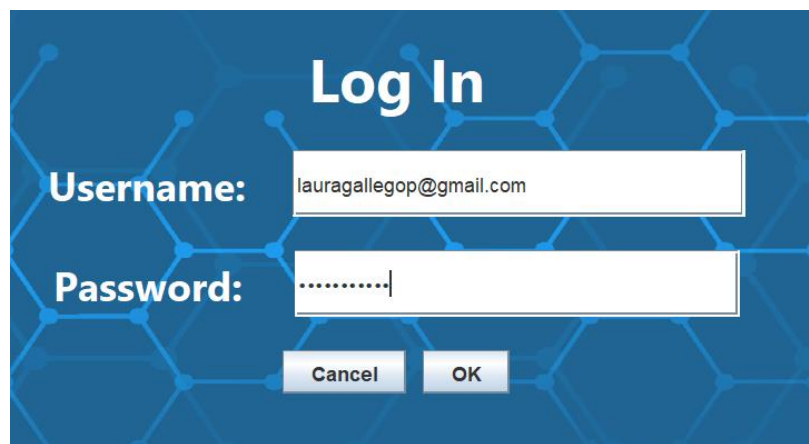 Log In
Username: lauragallegop@gmail.com
Password: •••••••••••
Cancel OK